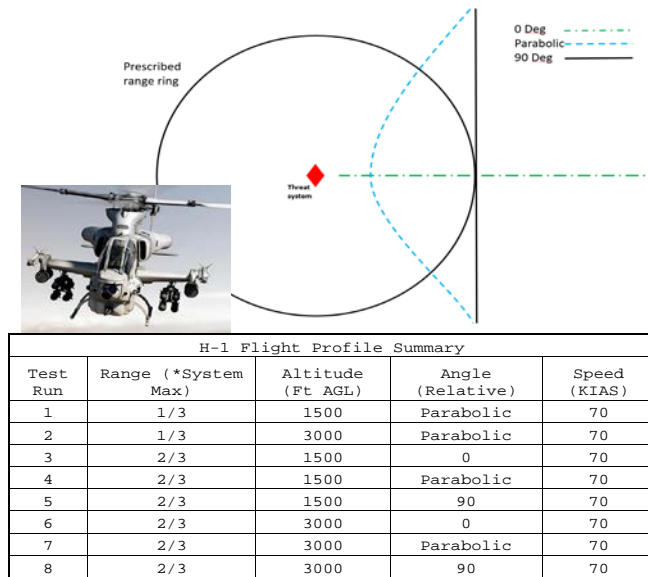 0 Deg
Parabolic
90 Deg
Prescribed
range ring
Threat
system
H-1 Flight Profile Summary
Test Run Range (*System Max) Altitude (Ft AGL) Angle (Relative) Speed (KIAS)
1 1/3 1500 Parabolic 70
2 1/3 3000 Parabolic 70
3 2/3 1500 0 70
4 2/3 1500 Parabolic 70
5 2/3 1500 90 70
6 2/3 3000 0 70
7 2/3 3000 Parabolic 70
8 2/3 3000 90 70